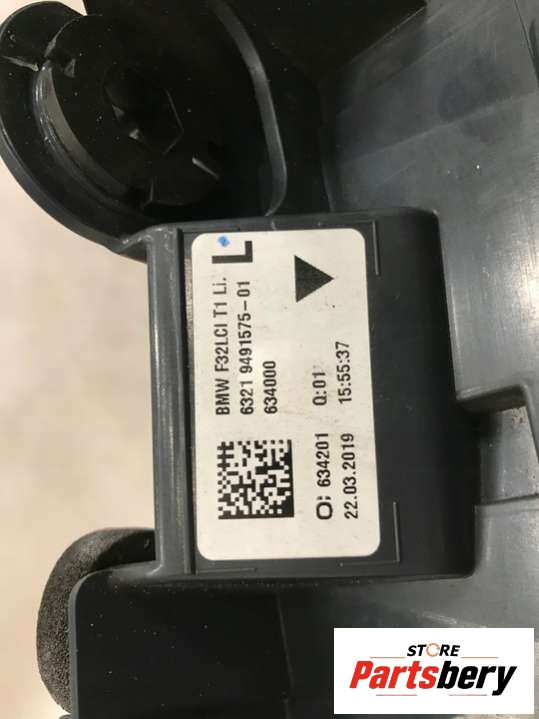 L
BMW F32LCI T1 Li.
6321 9491575-01
634000
Q:01
15:55:37
O: 634201
22.03.2019
STORE
Partsbery